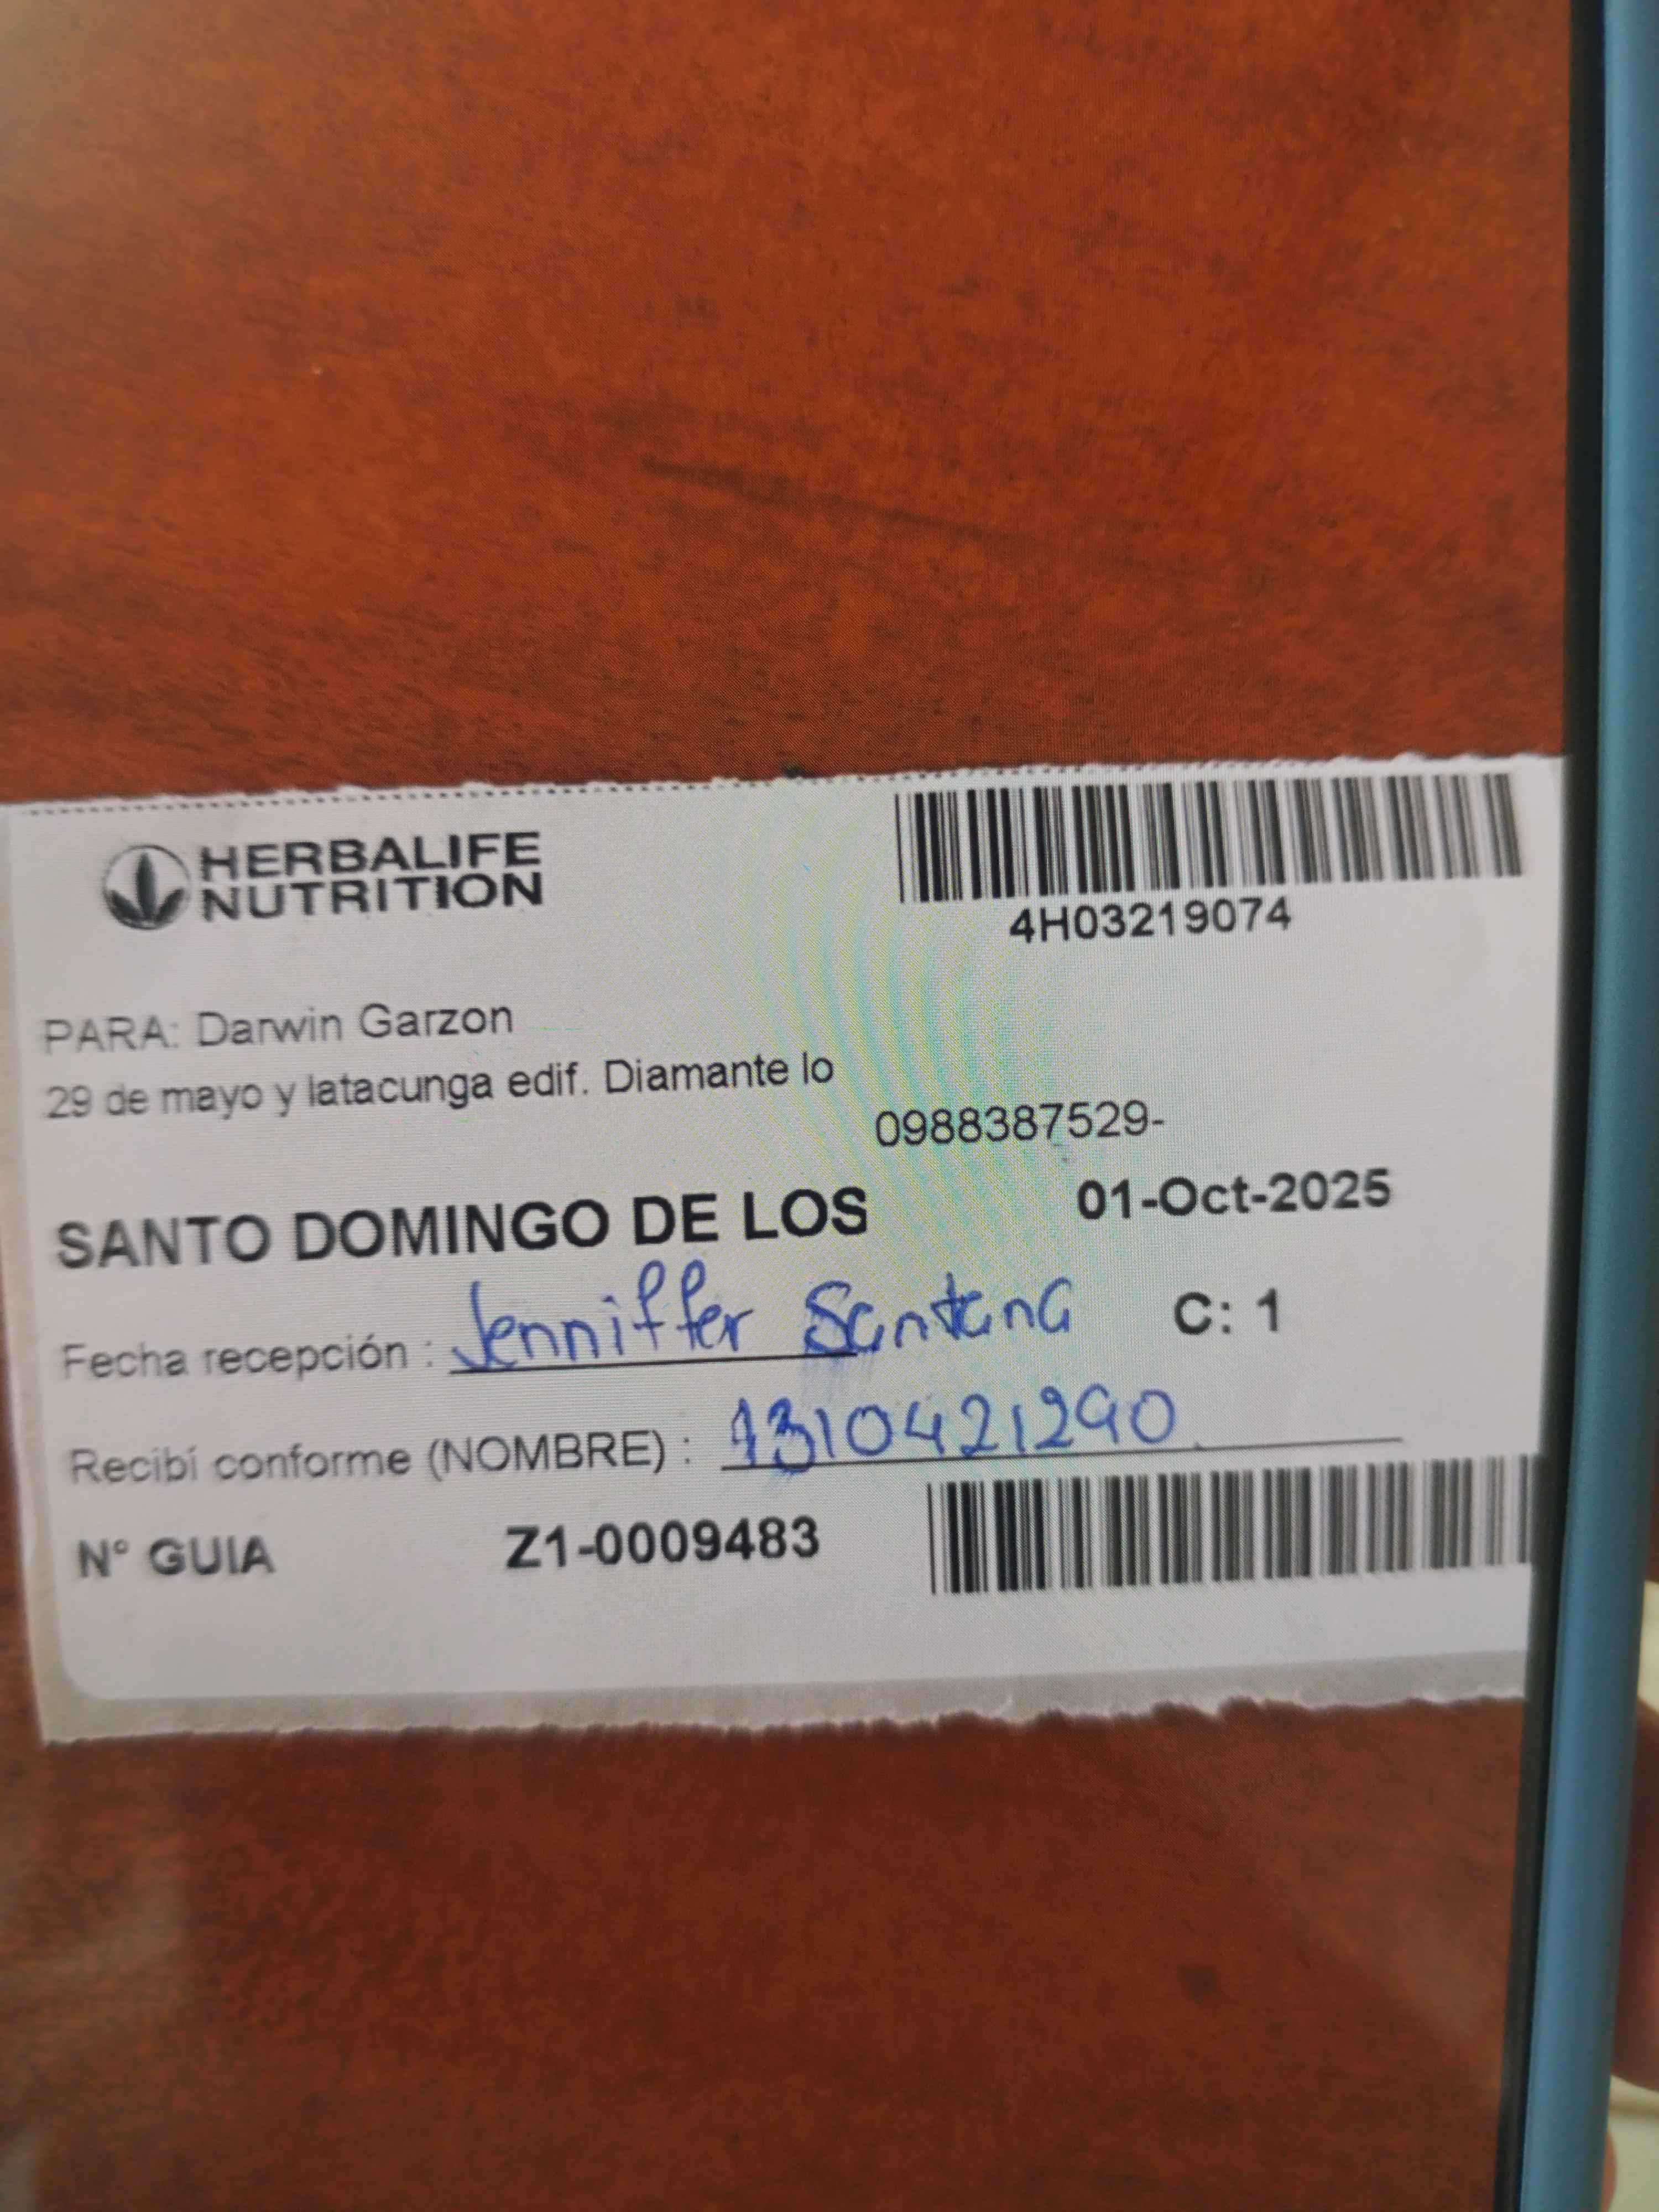 HERBALIFE
NUTRITION
4H03219074
PARA: Darwin Garzon
29 de mayo y latacunga edif. Diamante lo
0988387529-
SANTO DOMINGO DE LOS
01-Oct-2025
Fecha recepción : Jenniffer Santana
C: 1
Recibí conforme (NOMBRE) : 1310421290
N° GUIA Z1-0009483